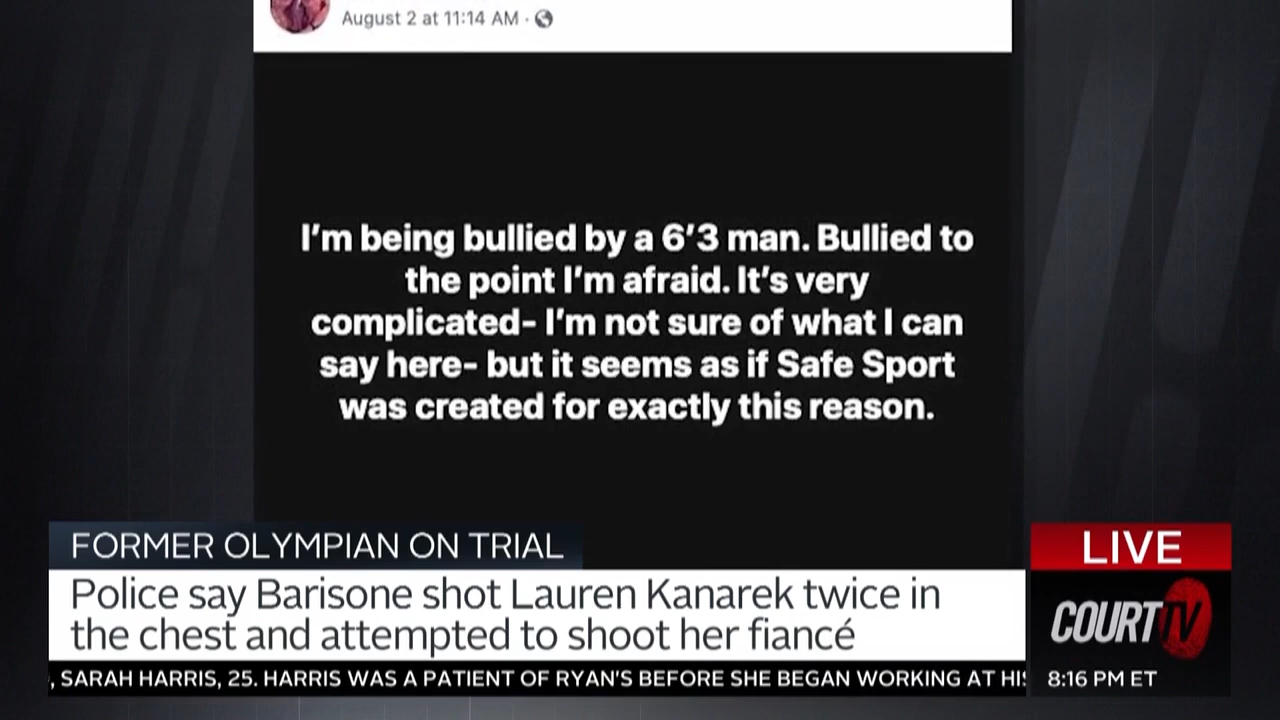 August 2 at 11:14 AM ·
I'm being bullied by a 6'3 man. Bullied to
the point I'm afraid. It's very
complicated- I'm not sure of what I can
say here- but it seems as if Safe Sport
was created for exactly this reason.
FORMER OLYMPIAN ON TRIAL
Police say Barisone shot Lauren Kanarek twice in
the chest and attempted to shoot her fiancé
LIVE
COURT TV
, SARAH HARRIS, 25. HARRIS WAS A PATIENT OF RYAN'S BEFORE SHE BEGAN WORKING AT HIS
8:16 PM ET